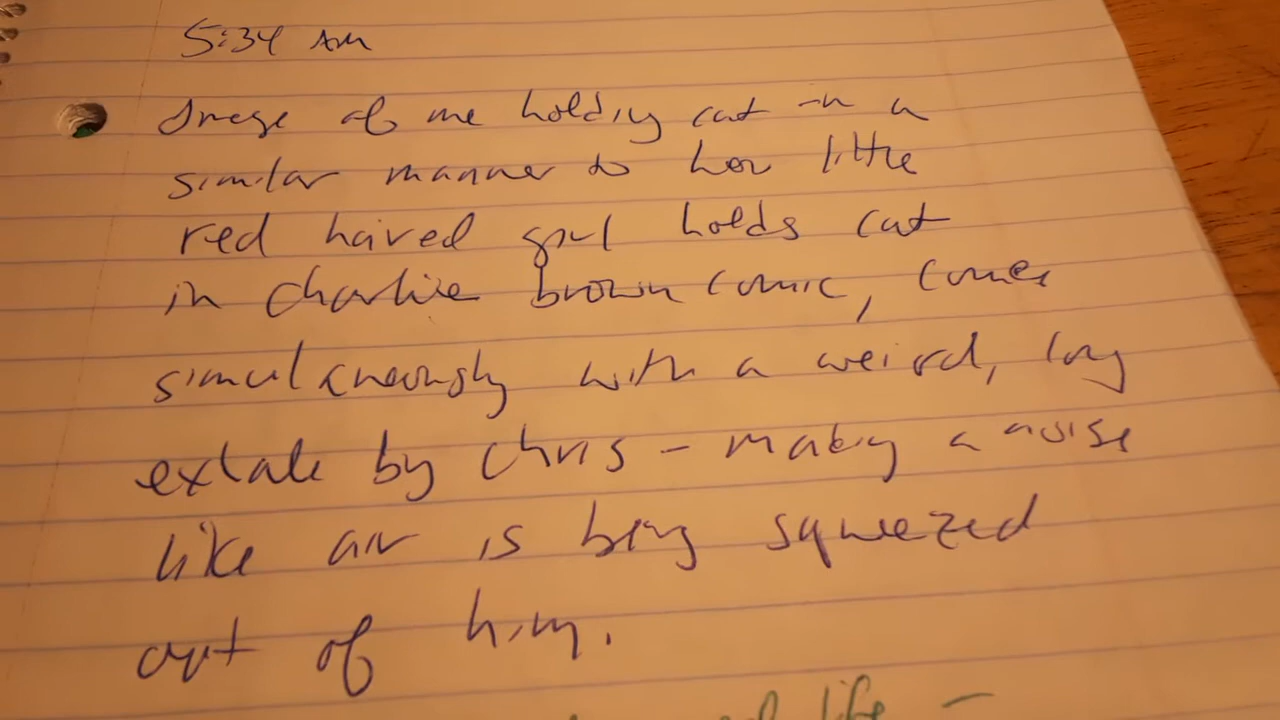 5:34 AM
Image of me holding cat in a
similar manner to how little
red haired girl holds cat
in Charlie brown comic, comes
simultaneously with a weird, long
exhale by Chris - making a noise
like air is being squeezed
out of him.
life -